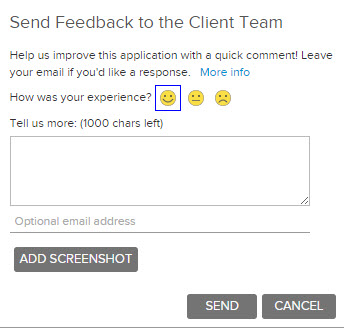 Send Feedback to the Client Team
Help us improve this application with a quick comment! Leave
your email if you'd like a response. More info
How was your experience?
Tell us more: (1000 chars left)
Optional email address
ADD SCREENSHOT
SEND CANCEL